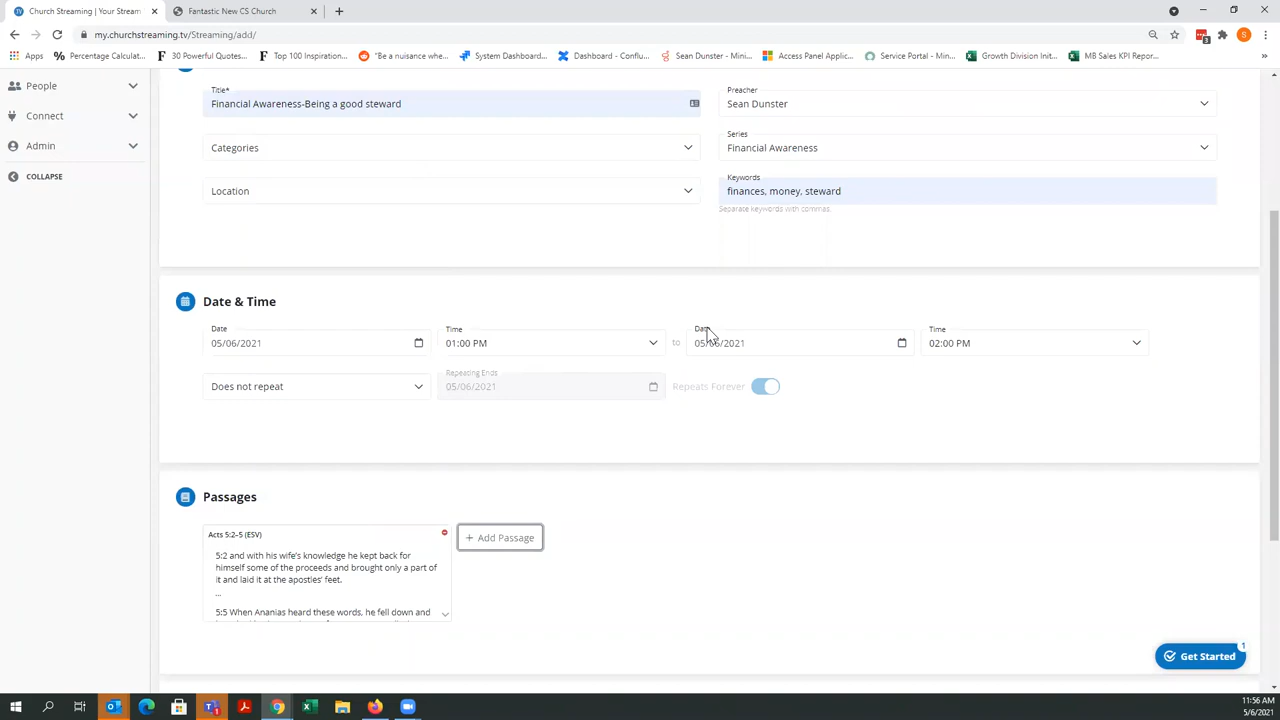 Church Streaming | Your Stream
Fantastic New CS Church
my.churchstreaming.tv/Streaming/add/
Apps
Percentage Calculat...
30 Powerful Quotes...
Top 100 Inspiration...
"Be a nuisance whe...
System Dashboard...
Dashboard - Conflu...
Sean Dunster - Mini...
Access Panel Applic...
Service Portal - Min...
Growth Division Init...
MB Sales KPI Repor...
People
Connect
Admin
COLLAPSE
Title*
Financial Awareness-Being a good steward
Preacher
Sean Dunster
Categories
Series
Financial Awareness
Location
Keywords
finances, money, steward
Separate keywords with commas.
Date & Time
Date
05/06/2021
Time
01:00 PM
to
Date
05/06/2021
Time
02:00 PM
Does not repeat
Repeating Ends
05/06/2021
Repeats Forever
Passages
Acts 5:2–5 (ESV)
5:2 and with his wife's knowledge he kept back for
himself some of the proceeds and brought only a part of
it and laid it at the apostles' feet.
...
5:5 When Ananias heard these words, he fell down and
+ Add Passage
Get Started
1
11:56 AM
5/6/2021